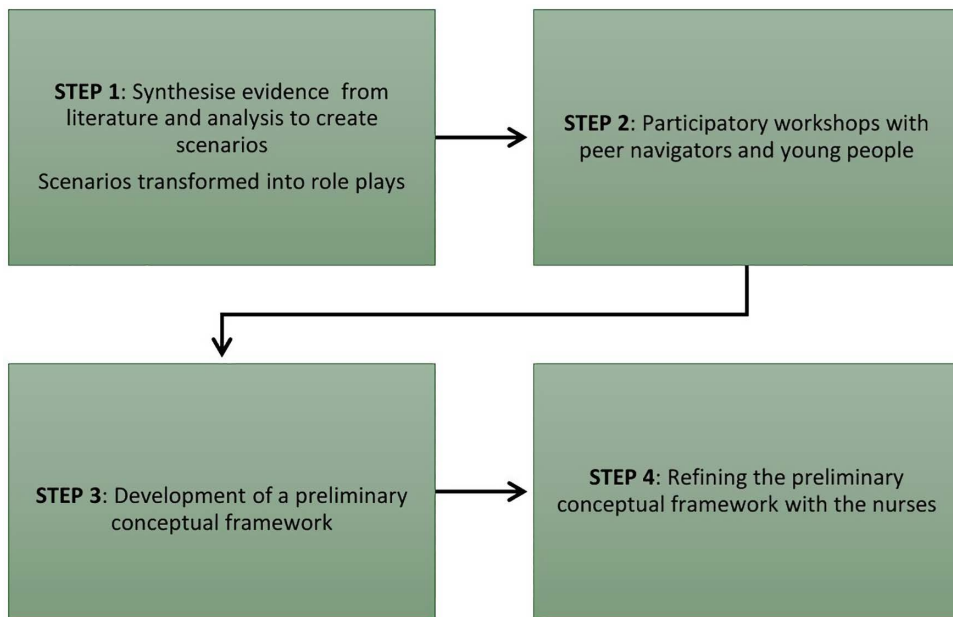 STEP 1: Synthesise evidence from
literature and analysis to create
scenarios
Scenarios transformed into role plays
STEP 2: Participatory workshops with
peer navigators and young people
STEP 3: Development of a preliminary
conceptual framework
STEP 4: Refining the preliminary
conceptual framework with the nurses